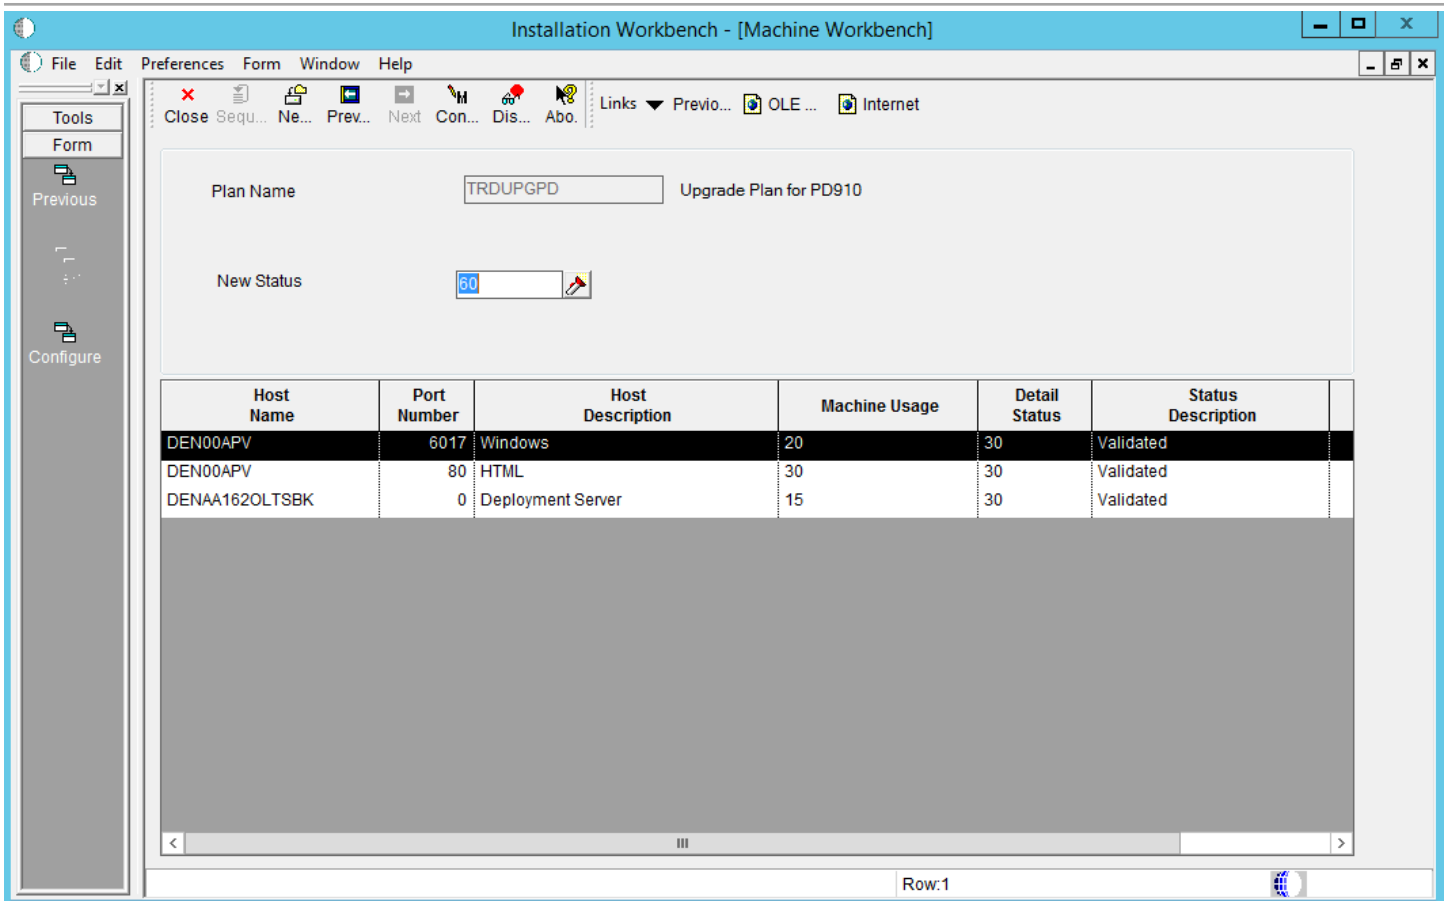 Installation Workbench - [Machine Workbench]
File Edit Preferences Form Window Help
Close Sequ... Ne... Prev... Next Con... Dis... Abo. Links Previo... OLE ... Internet
Tools
Form
Previous
Configure
Plan Name TRDUPGPD Upgrade Plan for PD910
New Status 60
Host Name Port Number Host Description Machine Usage Detail Status Status Description
DEN00APV 6017 Windows 20 30 Validated
DEN00APV 80 HTML 30 30 Validated
DENAA162OLTSBK 0 Deployment Server 15 30 Validated
Row:1